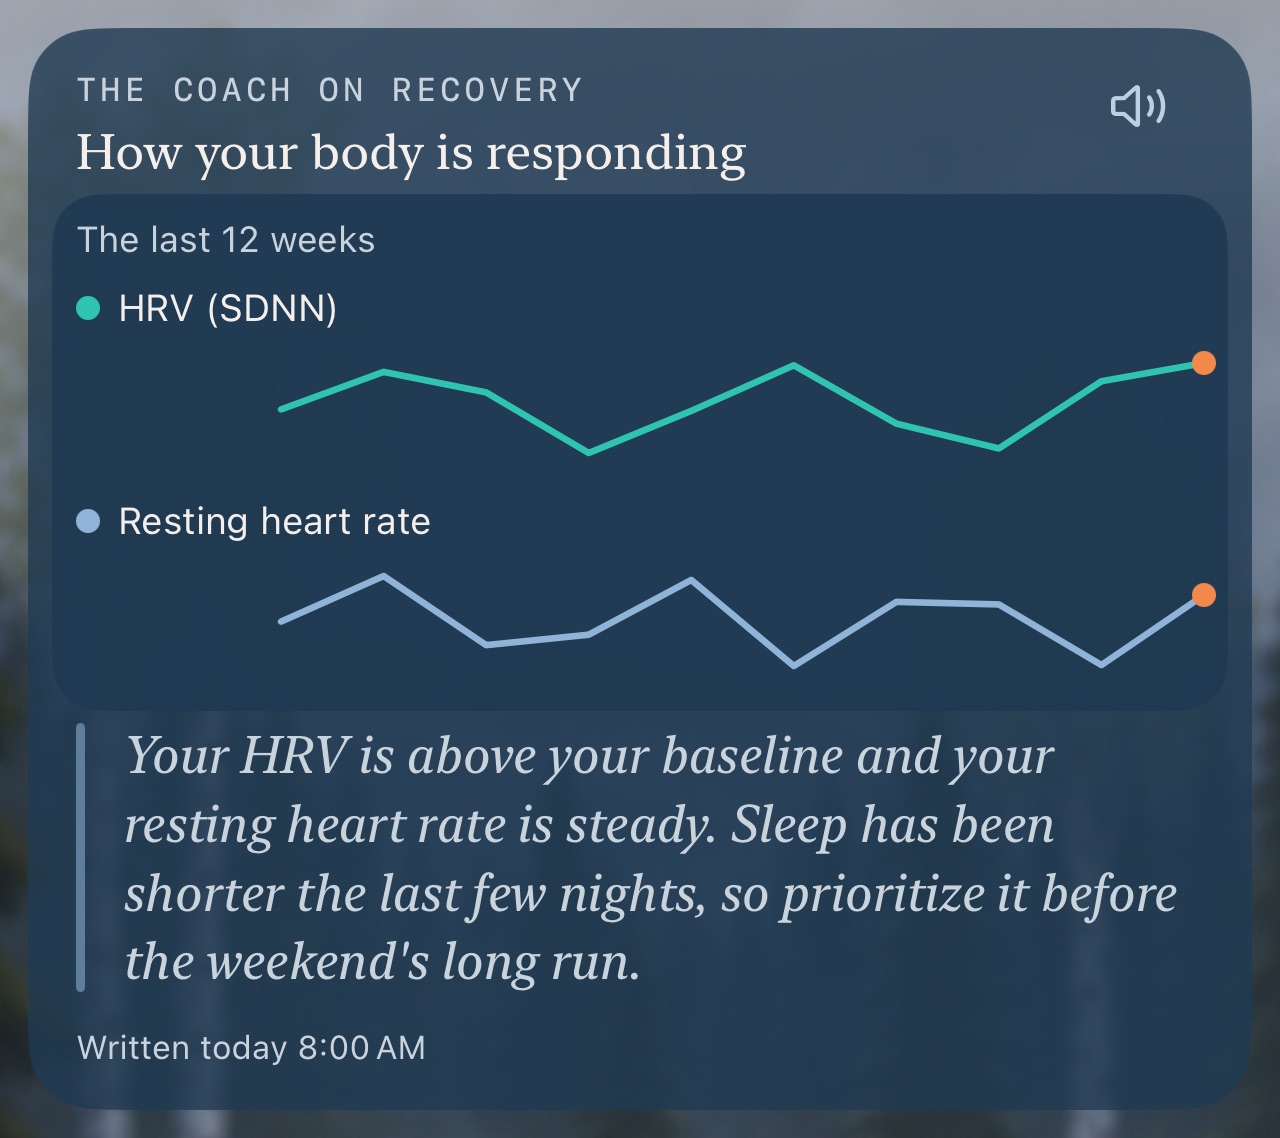 THE COACH ON RECOVERY
How your body is responding
The last 12 weeks
HRV (SDNN)
Resting heart rate
Your HRV is above your baseline and your
resting heart rate is steady. Sleep has been
shorter the last few nights, so prioritize it before
the weekend's long run.
Written today 8:00 AM